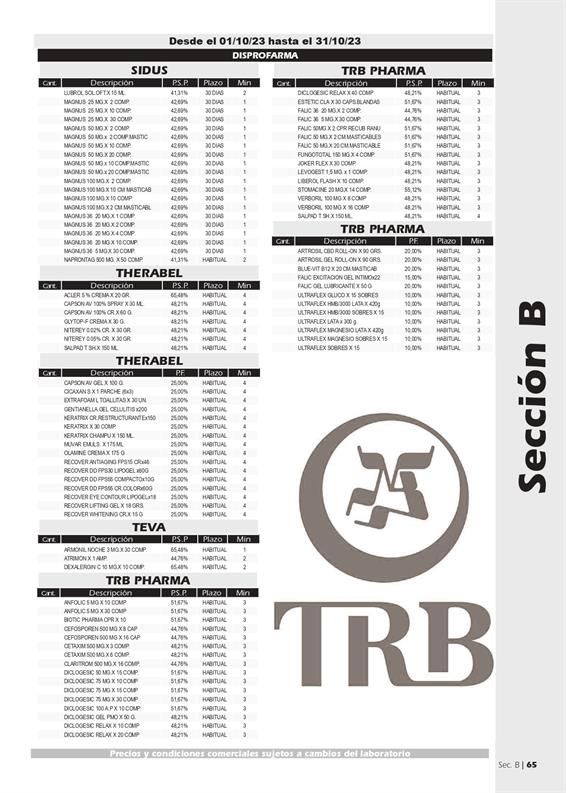 Desde el 01/10/23 hasta el 31/10/23
DISPROFARMA
SIDUS
Cant. Descripción P.S.P. Plazo Min
LUBROL SOL.OFT.X 15 ML. 41,31% 30 DIAS 2
MAGNUS 25 MG.X 2 COMP. 42,69% 30 DIAS 1
MAGNUS 25 MG.X 10 COMP. 42,69% 30 DIAS 1
MAGNUS 25 MG.X 30 COMP. 42,69% 30 DIAS 1
MAGNUS 50 MG.X 2 COMP. 42,69% 30 DIAS 1
MAGNUS 50 MG.x 2 COMP.MASTIC 42,69% 30 DIAS 1
MAGNUS 50 MG.X 10 COMP. 42,69% 30 DIAS 1
MAGNUS 50 MG.X 20 COMP. 42,69% 30 DIAS 1
MAGNUS 50 MG.x 10 COMP.MASTIC 42,69% 30 DIAS 1
MAGNUS 50 MG.x 20 COMP.MASTIC 42,69% 30 DIAS 1
MAGNUS 100 MG.X 2 COMP. 42,69% 30 DIAS 1
MAGNUS 100 MG.X 10 CM MASTICAB 42,69% 30 DIAS 1
MAGNUS 100 MG.X 10 COMP. 42,69% 30 DIAS 1
MAGNUS 100 MG.X 2 CM MASTICABL 42,69% 30 DIAS 1
MAGNUS 36 20 MG.X 1 COMP. 42,69% 30 DIAS 1
MAGNUS 36 20 MG.X 2 COMP. 42,69% 30 DIAS 1
MAGNUS 36 20 MG.X 4 COMP. 42,69% 30 DIAS 1
MAGNUS 36 20 MG.X 10 COMP. 42,69% 30 DIAS 1
MAGNUS 36 5 MG.X 30 COMP. 42,69% 30 DIAS 1
NAPRONTAG 500 MG. X 50 COMP. 41,31% HABITUAL 2
THERABEL
Cant. Descripción P.S.P Plazo Min
ACLER 5 % CREMA X 20 GR. 65,48% HABITUAL 4
CAPSON AV 100% SPRAY X 30 ML. 48,21% HABITUAL 4
CAPSON AV 100% CR.X 60 G. 48,21% HABITUAL 4
GLYTOP-F CREMA X 30 G. 48,21% HABITUAL 4
NITEREY 0.02% CR. X 30 GR. 48,21% HABITUAL 4
NITEREY 0.05% CR. X 30 GR. 48,21% HABITUAL 4
SALPAD T SH.X 150 ML. 48,21% HABITUAL 4
THERABEL
Cant. Descripción P.F. Plazo Min
CAPSON AV GEL X 100 G. 25,00% HABITUAL 4
CICAXAN S X 1 PARCHE (6x3) 25,00% HABITUAL 4
EXTRAFOAM L TOALLITAS X 30 UN. 25,00% HABITUAL 4
GENTIANELLA GEL CELULITIS x200 25,00% HABITUAL 4
KERATRIX CR.RESTRUCTURANTEx150 25,00% HABITUAL 4
KERATRIX X 30 COMP. 25,00% HABITUAL 4
KERATRIX CHAMPU X 150 ML. 25,00% HABITUAL 4
MUVAR EMULS. X 175 ML 25,00% HABITUAL 4
OLAMINE CREMA X 175 G 25,00% HABITUAL 4
RECOVER ANTIAGING FPS15 CRx46 25,00% HABITUAL 4
RECOVER DD FPS30 LIPOGEL x60G 25,00% HABITUAL 4
RECOVER DD FPS55 COMPACTOx10G 25,00% HABITUAL 4
RECOVER DD FPS55 CR.COLORx60G 25,00% HABITUAL 4
RECOVER EYE CONTOUR LIPOGELx18 25,00% HABITUAL 4
RECOVER LIFTING GEL X 18 GRS. 25,00% HABITUAL 4
RECOVER WHITENING CR.X 15 G 25,00% HABITUAL 4
TEVA
Cant. Descripción P.S.P Plazo Min
ARMONIL NOCHE 3 MG.X 30 COMP. 65,48% HABITUAL 1
ATRIMON X 1 AMP. 44,76% HABITUAL 2
DEXALERGIN C 10 MG.X 10 COMP. 65,48% HABITUAL 2
TRB PHARMA
Cant. Descripción P.S.P. Plazo Min
ANFOLIC 5 MG X 10 COMP 51,67% HABITUAL 3
ANFOLIC 5 MG X 30 COMP 51,67% HABITUAL 3
BIOTIC PHARMA CPR X 10 51,67% HABITUAL 3
CEFOSPOREN 500 MG X 8 CAP 44,76% HABITUAL 3
CEFOSPOREN 500 MG X 16 CAP 44,76% HABITUAL 3
CETAXIM 500 MG.X 3 COMP. 48,21% HABITUAL 3
CETAXIM 500 MG.X 6 COMP. 48,21% HABITUAL 3
CLARITROM 500 MG.X 16 COMP. 44,76% HABITUAL 3
DICLOGESIC 50 MG X 15 COMP. 51,67% HABITUAL 3
DICLOGESIC 75 MG X 10 COMP 51,67% HABITUAL 3
DICLOGESIC 75 MG X 15 COMP 51,67% HABITUAL 3
DICLOGESIC 75 MG.X 30 COMP. 51,67% HABITUAL 3
DICLOGESIC 100 A.P X 10 COMP. 51,67% HABITUAL 3
DICLOGESIC GEL PMO X 50 G. 48,21% HABITUAL 3
DICLOGESIC RELAX X 10 COMP 48,21% HABITUAL 3
DICLOGESIC RELAX X 20 COMP 48,21% HABITUAL 3
TRB PHARMA
Cant. Descripción P.S.P. Plazo Min
DICLOGESIC RELAX X 40 COMP 48,21% HABITUAL 3
ESTETIC CLA X 30 CAPS.BLANDAS 51,67% HABITUAL 3
FALIC 36 20 MG.X 2 COMP. 44,76% HABITUAL 3
FALIC 36 5 MG.X 30 COMP. 44,76% HABITUAL 3
FALIC 50MG X 2 CPR RECUB RANU 51,67% HABITUAL 3
FALIC 50 MG X 2 CM MASTICABLES 51,67% HABITUAL 3
FALIC 50 MG.X 20 CM MASTICABLE 51,67% HABITUAL 3
FUNGOTOTAL 150 MG.X 4 COMP. 51,67% HABITUAL 3
JOKER FLEX X 30 COMP. 48,21% HABITUAL 3
LEVOGEST 1,5 MG. x 1 COMP. 48,21% HABITUAL 3
LIBEROL FLASH X 10 COMP. 48,21% HABITUAL 3
STOMACINE 20 MG.X 14 COMP. 55,12% HABITUAL 3
VERBORIL 100 MG X 8 COMP 48,21% HABITUAL 3
VERBORIL 100 MG X 16 COMP 48,21% HABITUAL 3
SALPAD T SH.X 150 ML. 48,21% HABITUAL 4
TRB PHARMA
Cant. Descripción P.F. Plazo Min
ARTROSIL CBD ROLL-ON X 90 GRS. 20,00% HABITUAL 3
ARTROSIL GEL ROLL-ON X 90 GRS. 20,00% HABITUAL 3
BLUE-VIT B12 X 20 CM MASTICAB 20,00% HABITUAL 3
FALIC EXCITACION GEL INTIMOx22 15,00% HABITUAL 3
FALIC GEL LUBRICANTE X 50 G 20,00% HABITUAL 3
ULTRAFLEX GLUCO X 15 SOBRES 10,00% HABITUAL 3
ULTRAFLEX HMB/3000 LATA X 420g 10,00% HABITUAL 3
ULTRAFLEX HMB/3000 SOBRES X 15 10,00% HABITUAL 3
ULTRAFLEX LATA x 300 g. 10,00% HABITUAL 3
ULTRAFLEX MAGNESIO LATA X 420g 10,00% HABITUAL 3
ULTRAFLEX MAGNESIO SOBRES X 15 10,00% HABITUAL 3
ULTRAFLEX SOBRES X 15 10,00% HABITUAL 3
TRB
Sección B
Precios y condiciones comerciales sujetos a cambios del laboratorio
Sec. B | 65